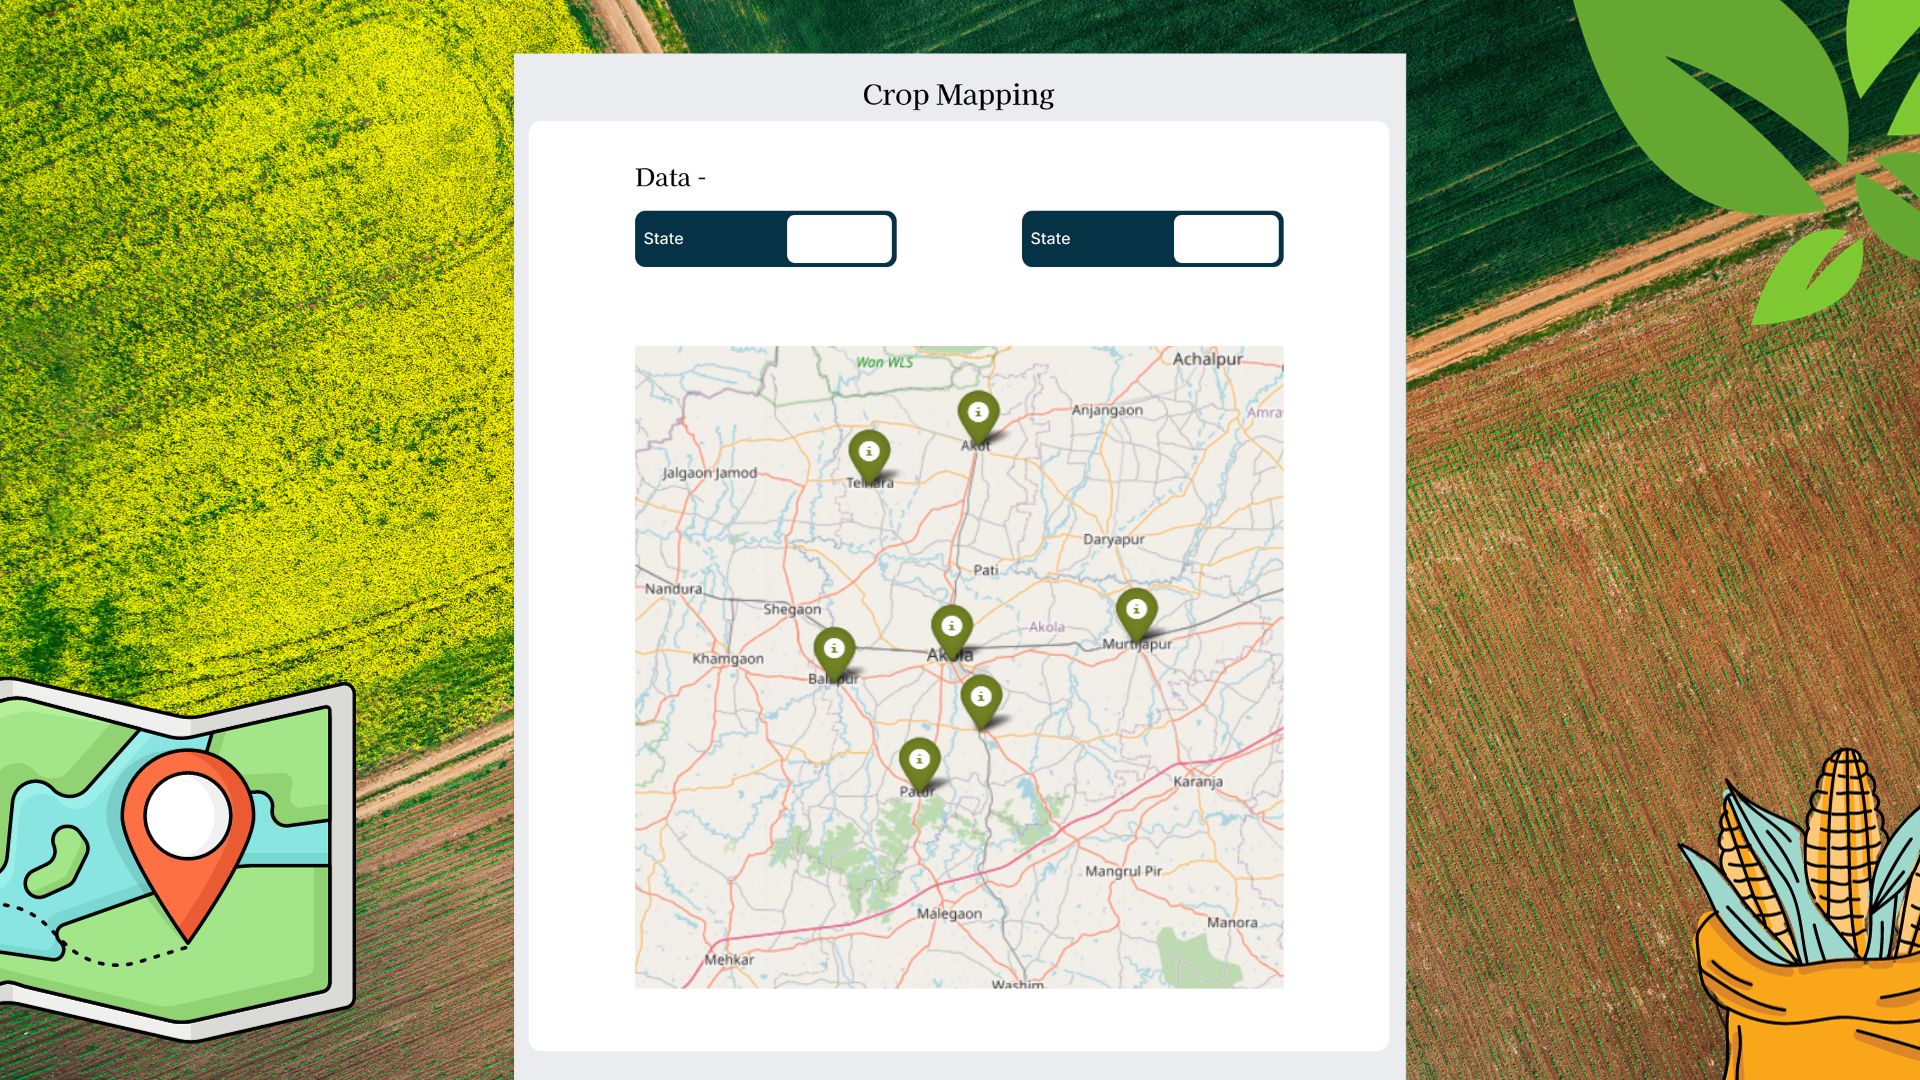 Crop Mapping
Data -
State
State
Wan WLS
Achalpur
Anjangaon
Amra
Akot
Jalgaon Jamod
Telhara
Daryapur
Pati
Nandura
Shegaon
Akola
Murtijapur
Khamgaon
Akola
Balapur
Patur
Karanja
Mangrul Pir
Malegaon
Manora
Mehkar
Washim